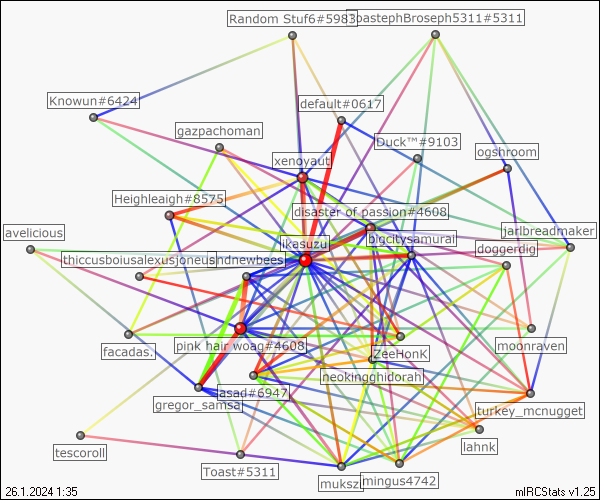 Random Stuf6#5983
oastephBroseph5311#5311
Knowun#6424
default#0617
gazpachoman
Duck™#9103
xenoyaut
ogshroom
Heighleaigh#8575
disaster of passion#4608
avelicious
jarlbreadmaker
ikasuzu
bigcitysamurai
doggerdig
thiccusboiusalexusjoneus
hdnewbees
pink hair woag#4608
facadas.
ZeeHonK
moonraven
neokingghidorah
asad#6947
gregor_samsa
turkey_mcnugget
tescoroll
lahnk
Toast#5311
muksz
mingus4742
26.1.2024 1:35
mIRCStats v1.25